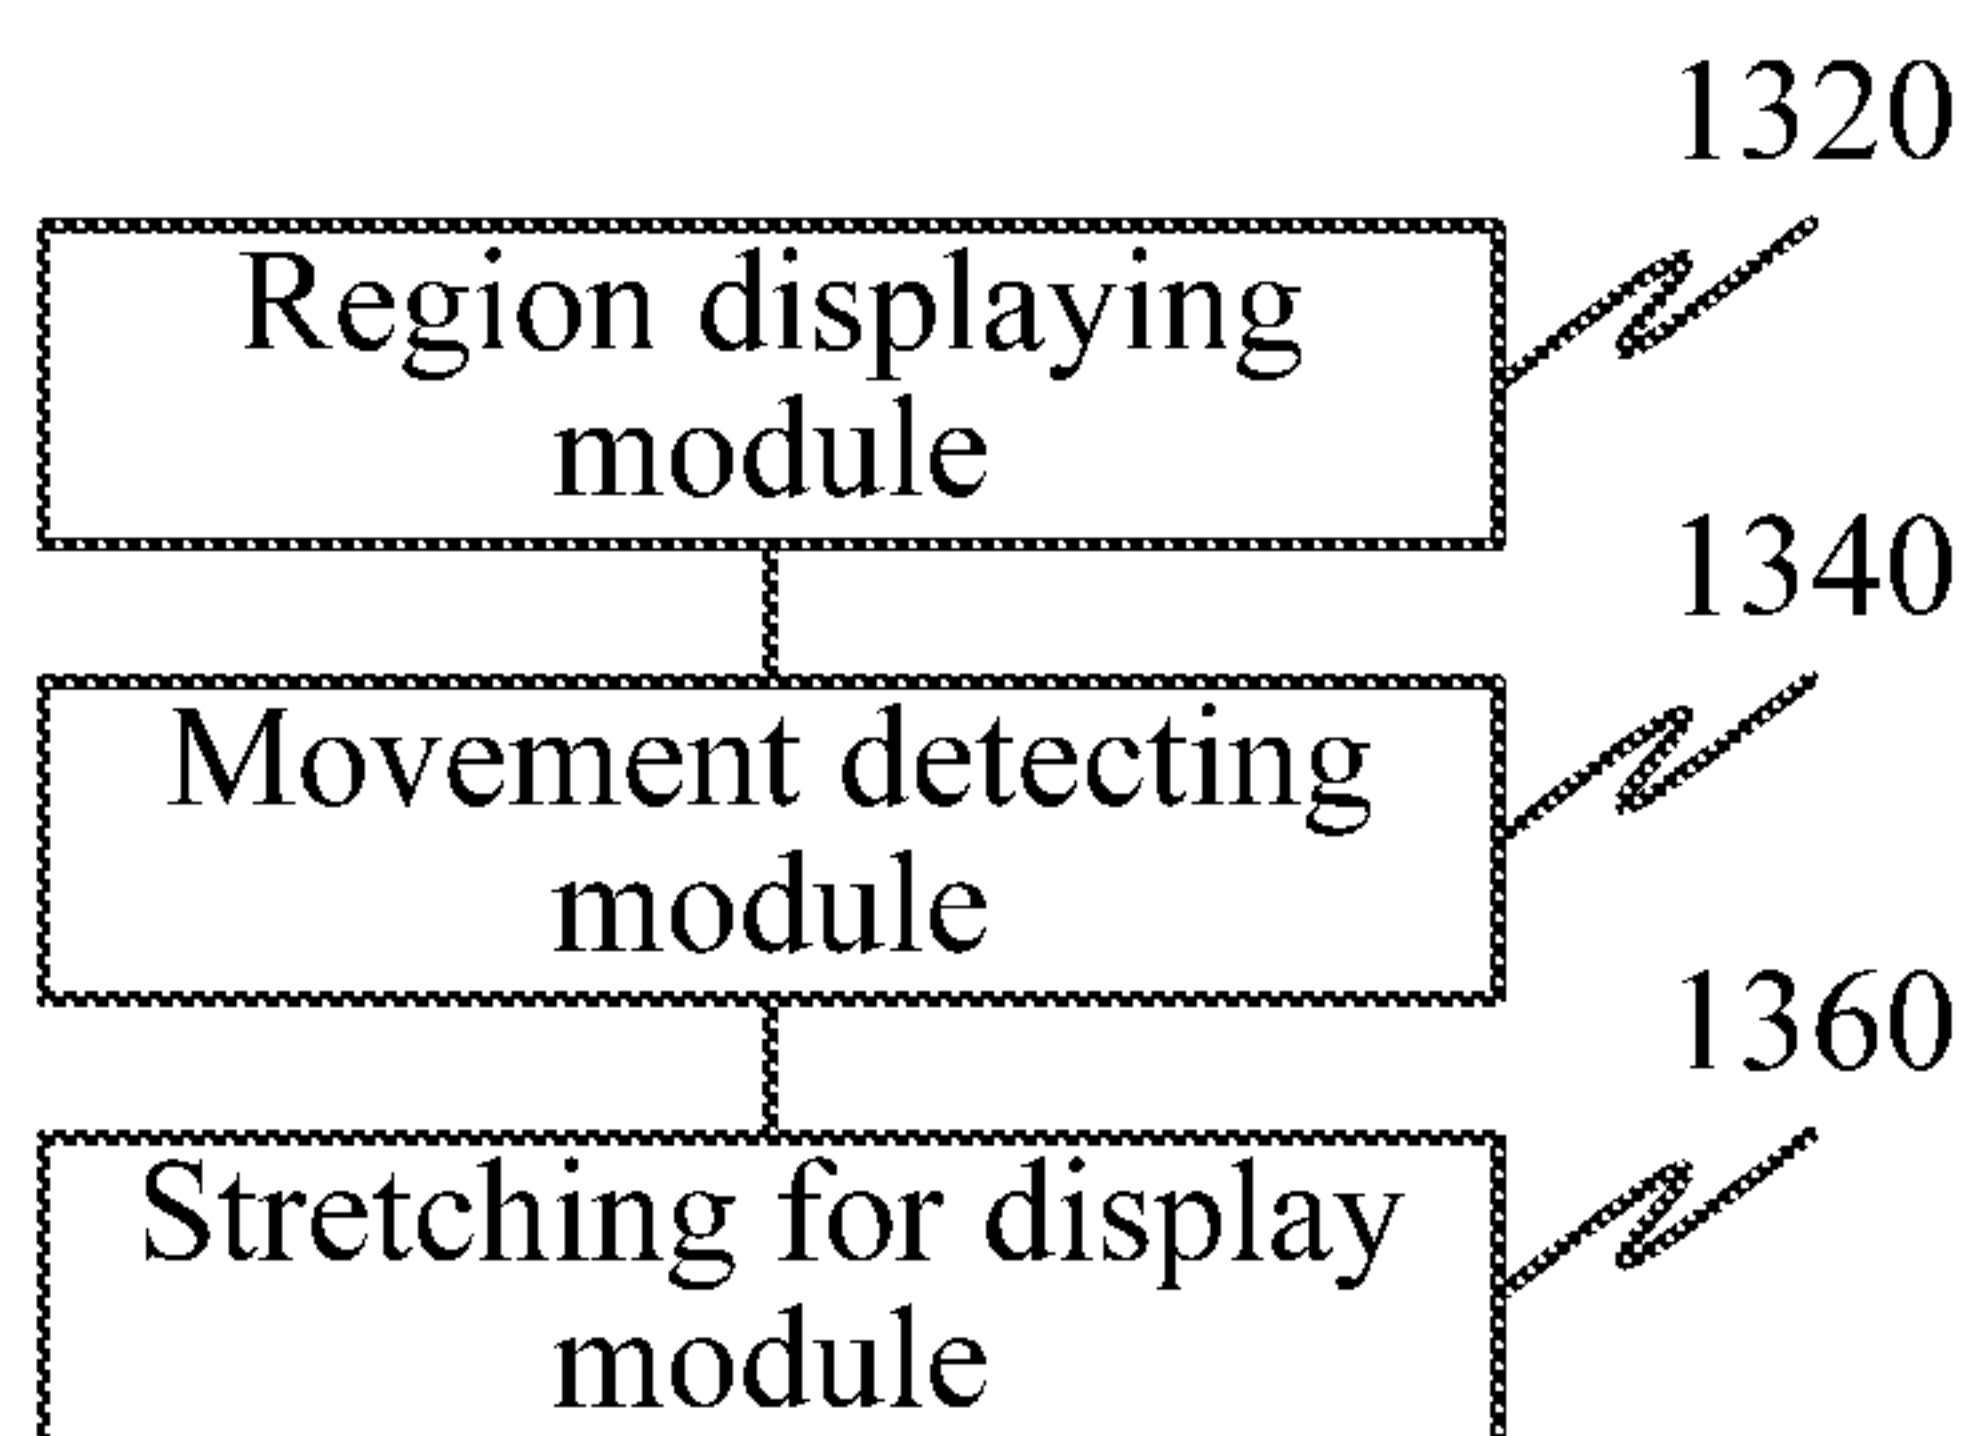 1320
Region displaying
module
1340
Movement detecting
module
1360
Stretching for display
module